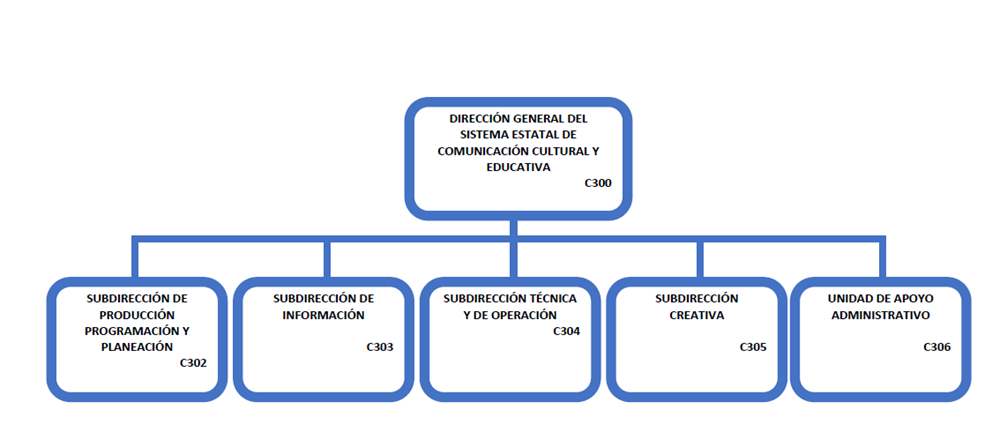 DIRECCIÓN GENERAL DEL
SISTEMA ESTATAL DE
COMUNICACIÓN CULTURAL Y
EDUCATIVA
C300
SUBDIRECCIÓN DE
PRODUCCIÓN
PROGRAMACIÓN Y
PLANEACIÓN
C302
SUBDIRECCIÓN DE
INFORMACIÓN
C303
SUBDIRECCIÓN TÉCNICA
Y DE OPERACIÓN
C304
SUBDIRECCIÓN
CREATIVA
C305
UNIDAD DE APOYO
ADMINISTRATIVO
C306